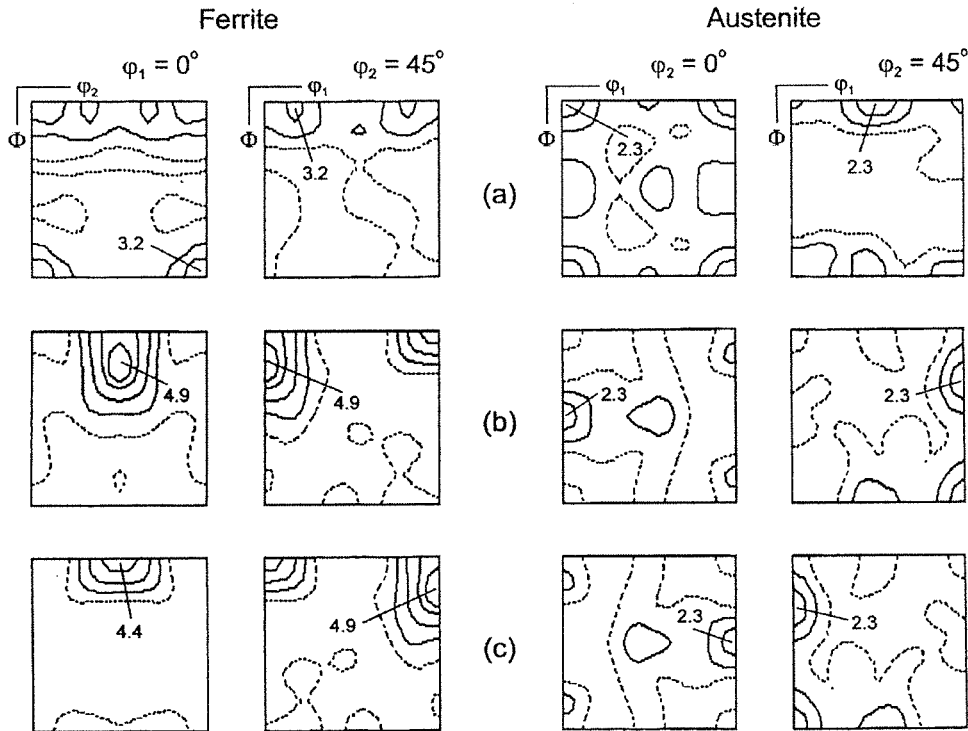 Ferrite
Austenite
φ₁ = 0°
φ₂ = 45°
φ₂ = 0°
φ₂ = 45°
φ₂
φ₁
φ₁
φ₁
Φ
Φ
Φ
Φ
3.2
3.2
(a)
2.3
2.3
4.9
4.9
(b)
2.3
2.3
4.4
4.9
(c)
2.3
2.3